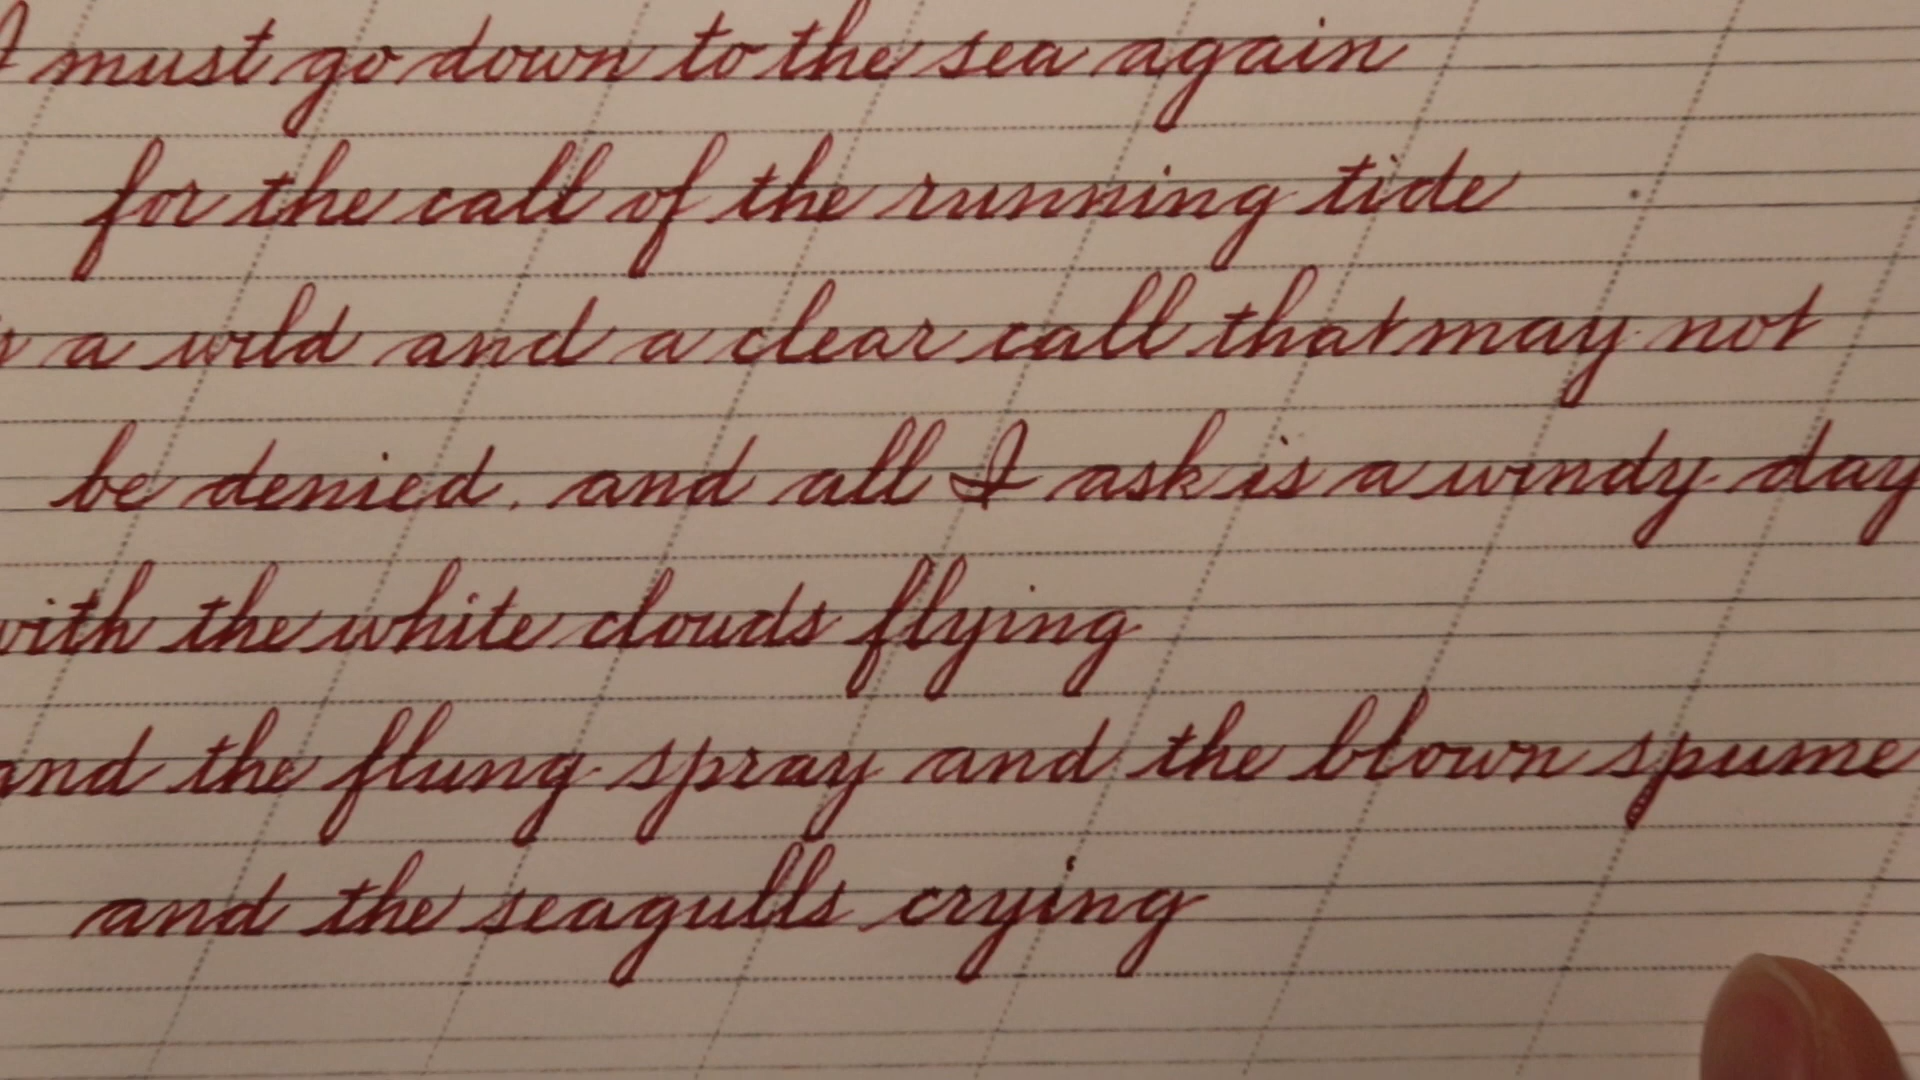 I must go down to the sea again
for the call of the running tide
a wild and a clear call that may not
be denied, and all I ask is a windy day
with the white clouds flying
and the flung spray and the blown spume
and the seagulls crying